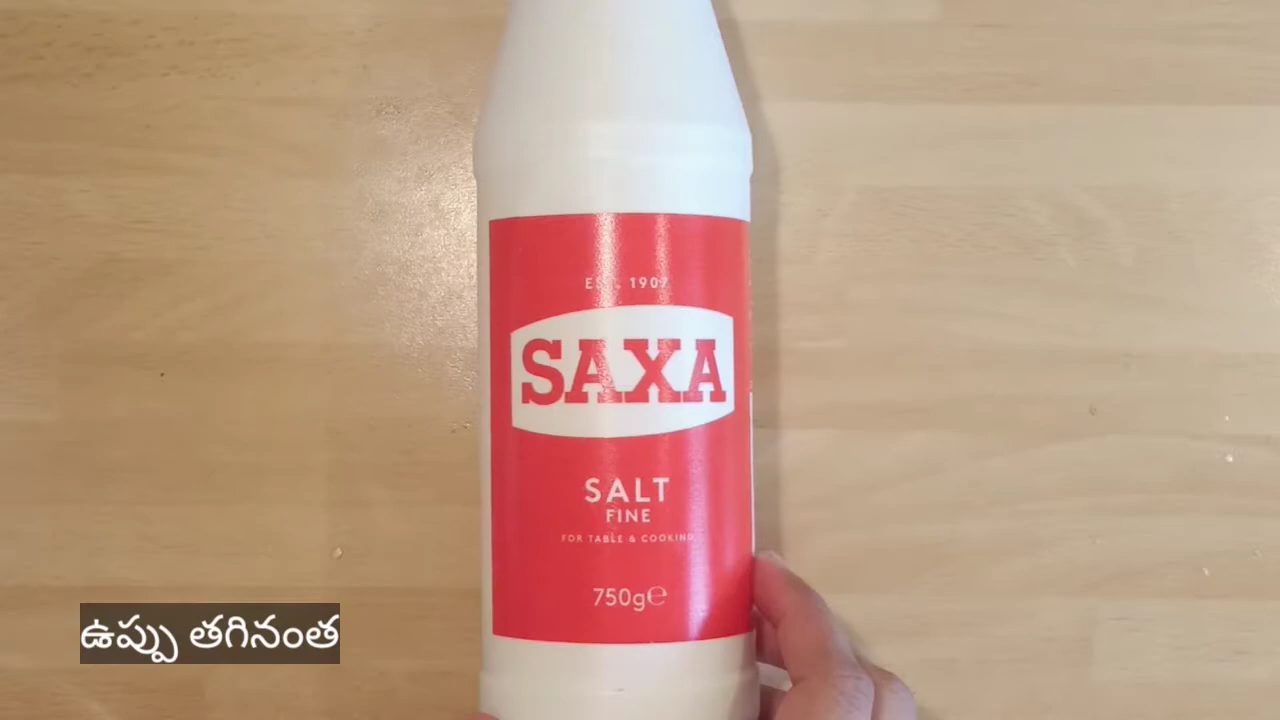 EST. 1907
SAXA
SALT
FINE
FOR TABLE & COOKING
750g℮
ఉప్పు తగినంత